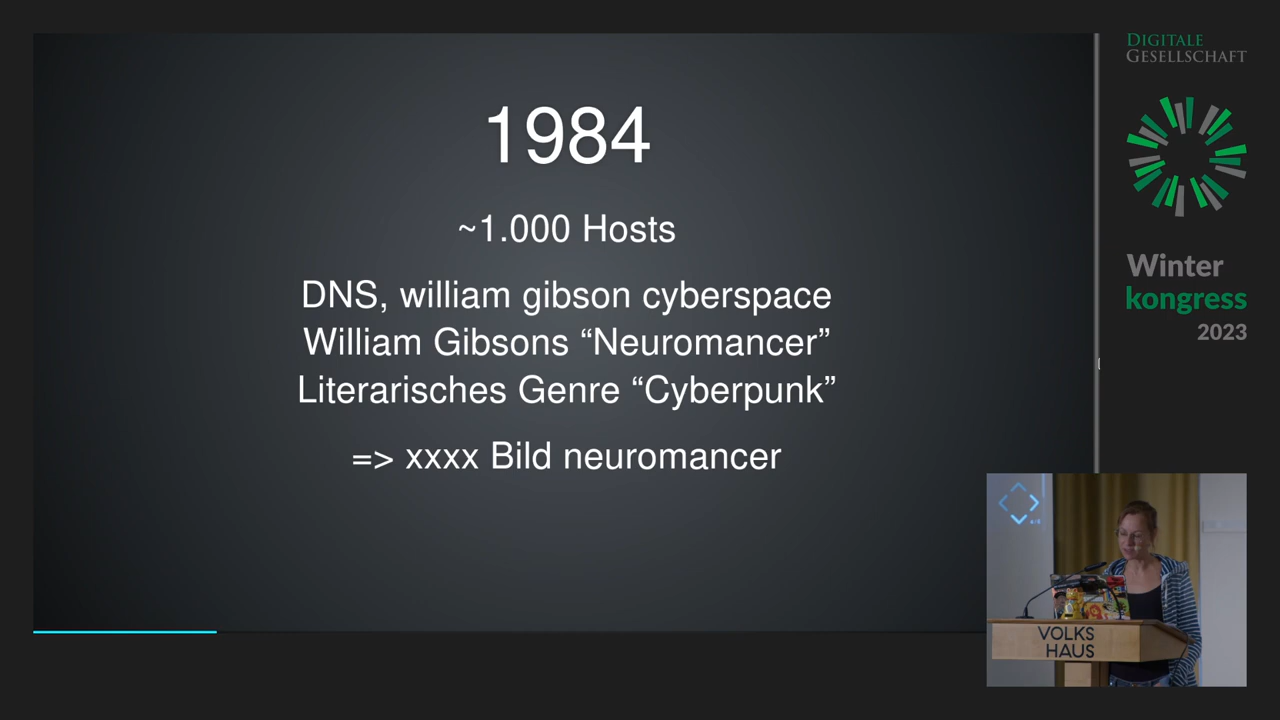 1984
~1.000 Hosts
DNS, william gibson cyberspace
William Gibsons “Neuromancer”
Literarisches Genre “Cyberpunk”
=> xxxx Bild neuromancer
DIGITALE
GESELLSCHAFT
Winter
kongress
2023
VOLKS
HAUS